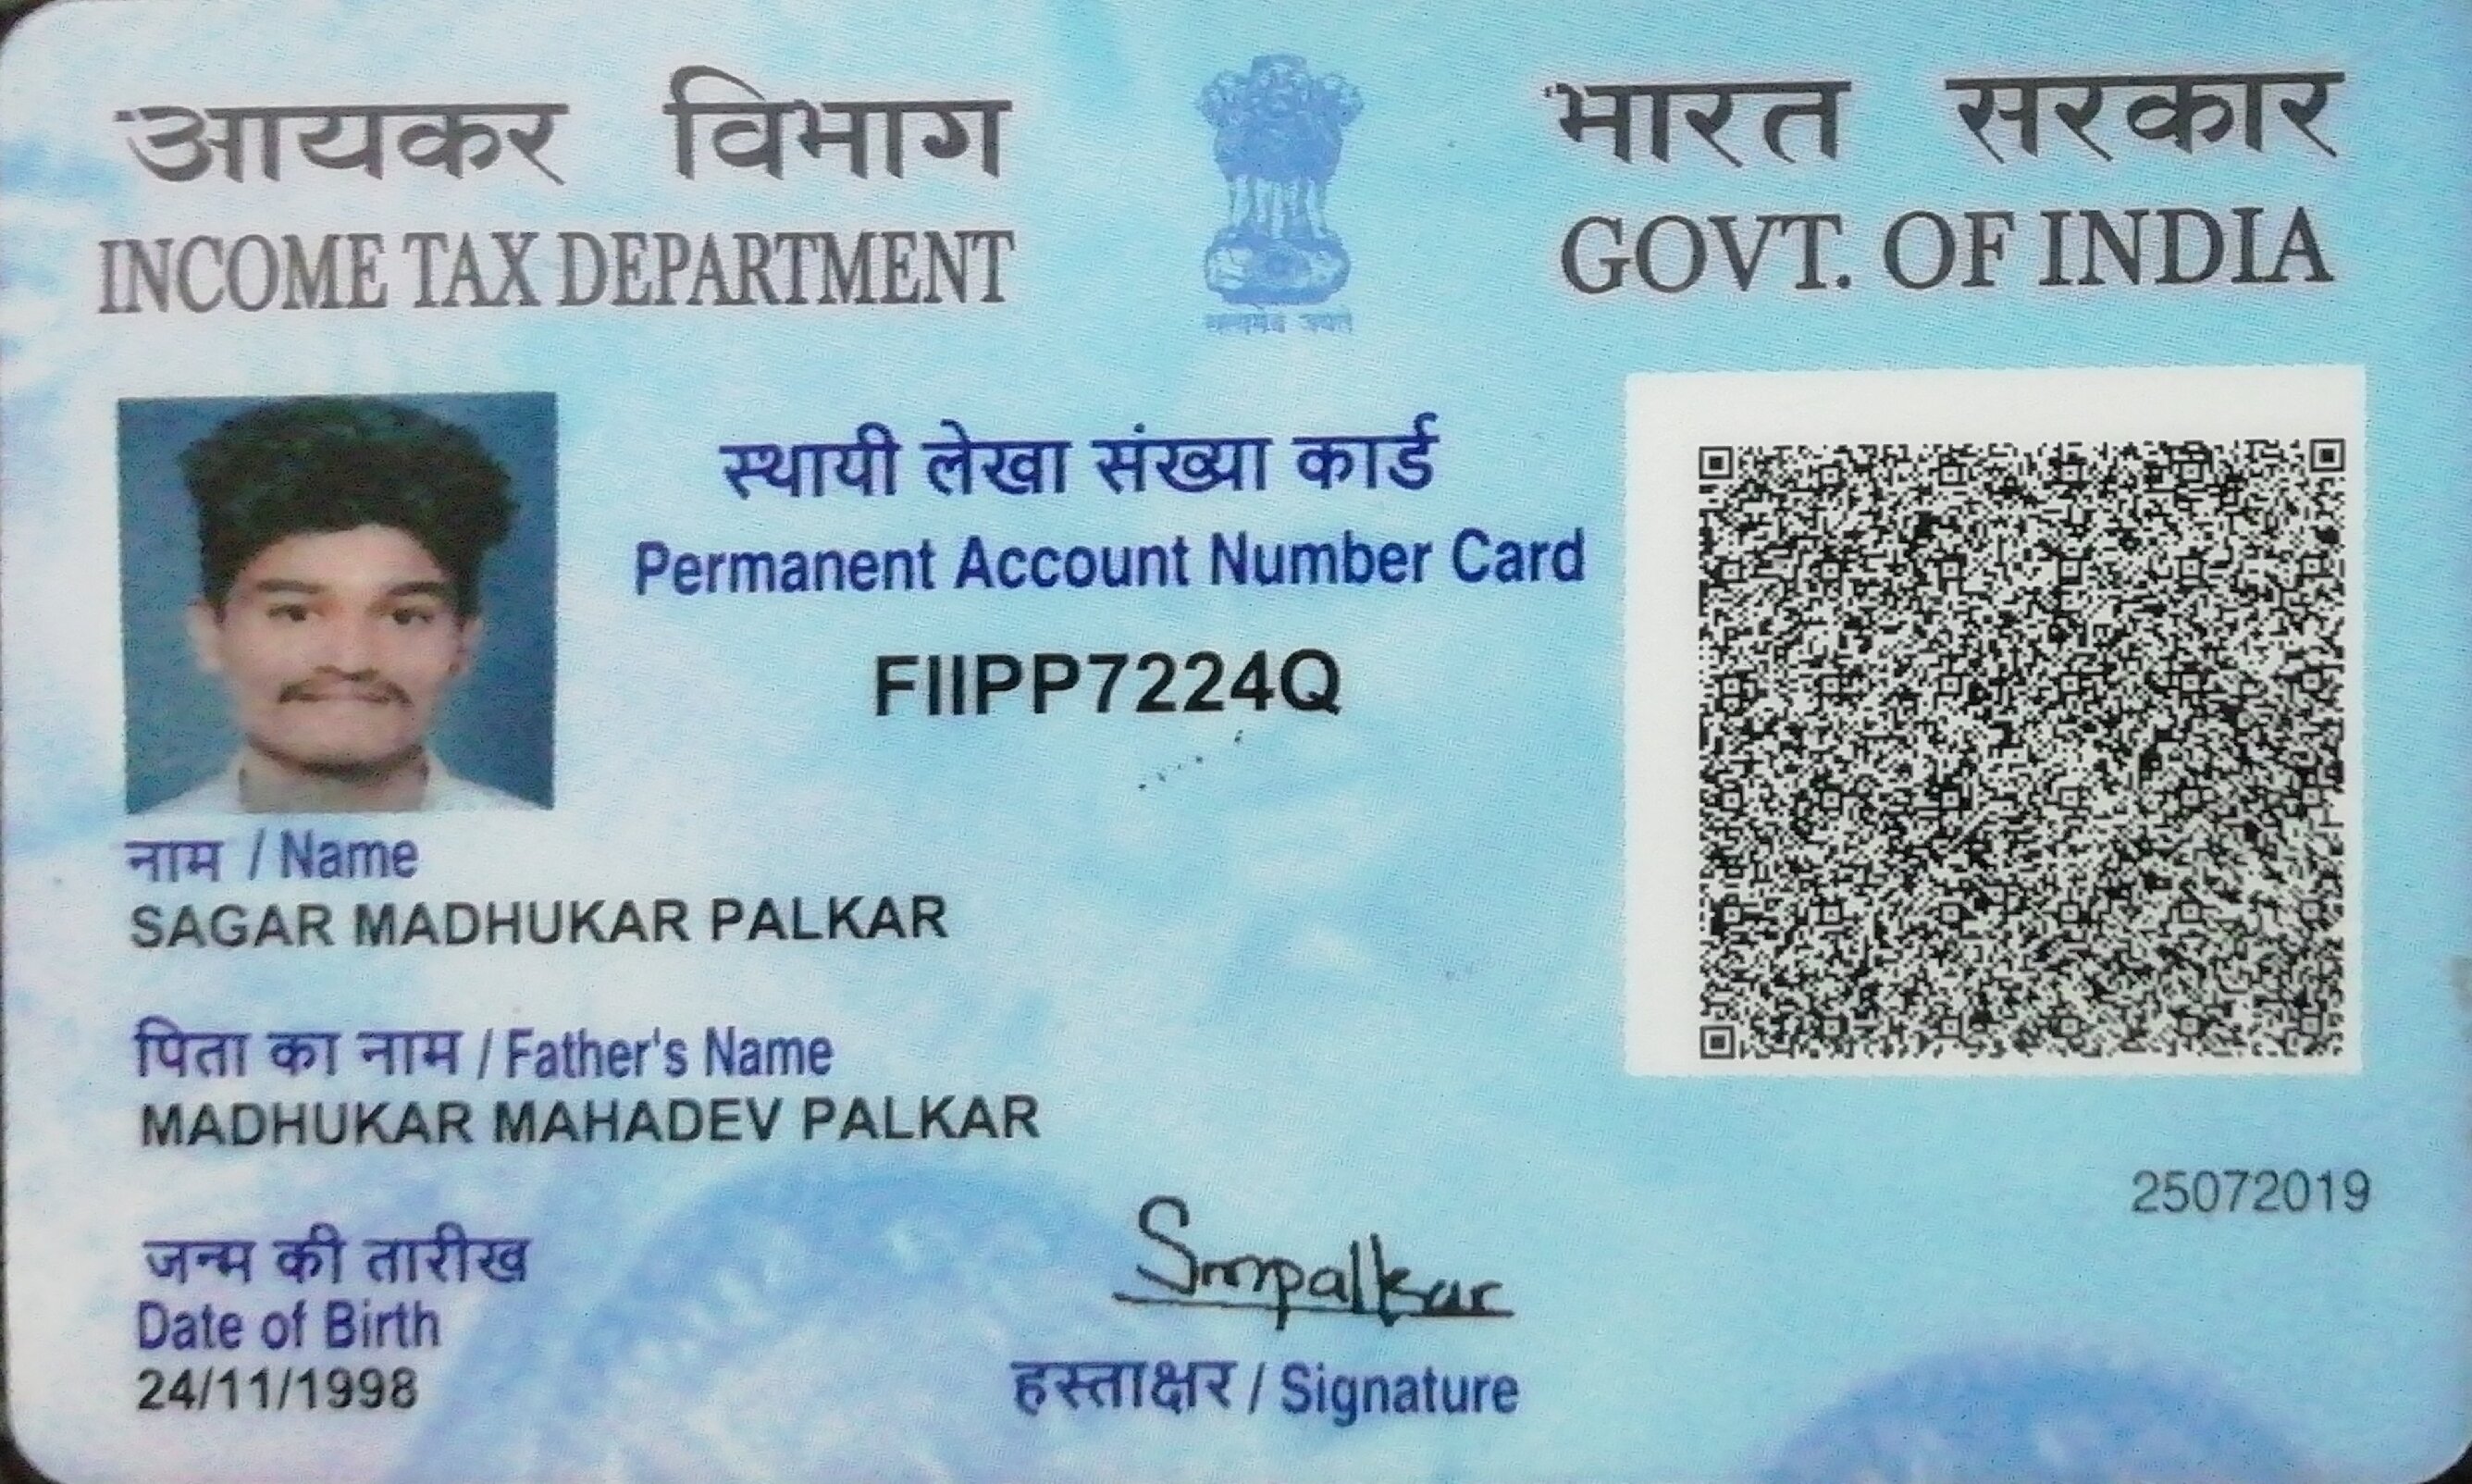 आयकर विभाग
INCOME TAX DEPARTMENT
सत्यमेव जयते
भारत सरकार
GOVT. OF INDIA
स्थायी लेखा संख्या कार्ड
Permanent Account Number Card
FIIPP7224Q
नाम / Name
SAGAR MADHUKAR PALKAR
पिता का नाम / Father's Name
MADHUKAR MAHADEV PALKAR
25072019
जन्म की तारीख
Date of Birth
24/11/1998
Smpalkar
हस्ताक्षर / Signature